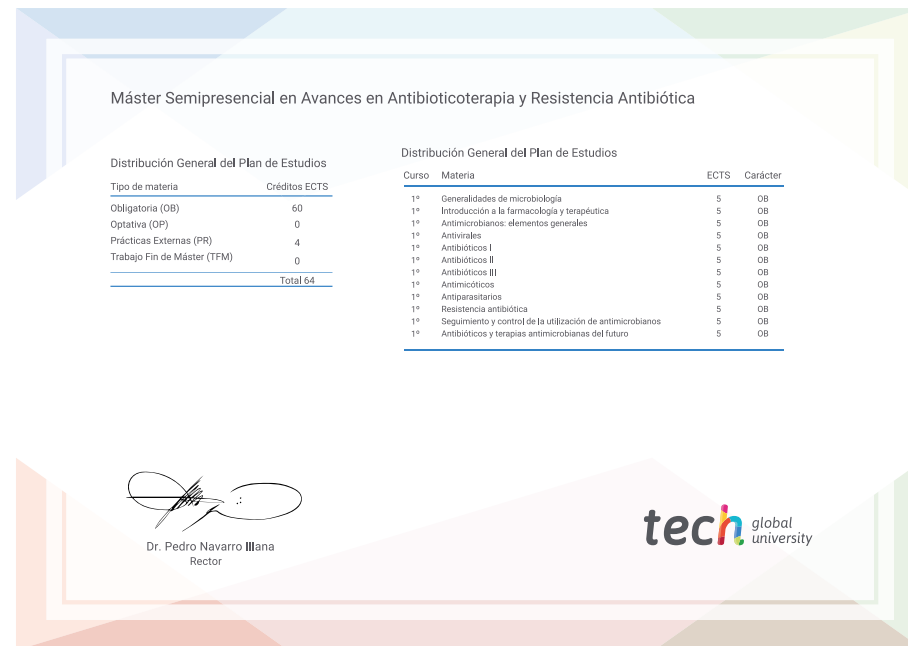 Máster Semipresencial en Avances en Antibioticoterapia y Resistencia Antibiótica
Distribución General del Plan de Estudios
Tipo de materia Créditos ECTS
Obligatoria (OB) 60
Optativa (OP) 0
Prácticas Externas (PR) 4
Trabajo Fin de Máster (TFM) 0
Total 64
Distribución General del Plan de Estudios
Curso Materia ECTS Carácter
1º Generalidades de microbiología 5 OB
1º Introducción a la farmacología y terapéutica 5 OB
1º Antimicrobianos: elementos generales 5 OB
1º Antivirales 5 OB
1º Antibióticos I 5 OB
1º Antibióticos II 5 OB
1º Antibióticos III 5 OB
1º Antimicóticos 5 OB
1º Antiparasitarios 5 OB
1º Resistencia antibiótica 5 OB
1º Seguimiento y control de la utilización de antimicrobianos 5 OB
1º Antibióticos y terapias antimicrobianas del futuro 5 OB
Dr. Pedro Navarro Illana
Rector
tech global university